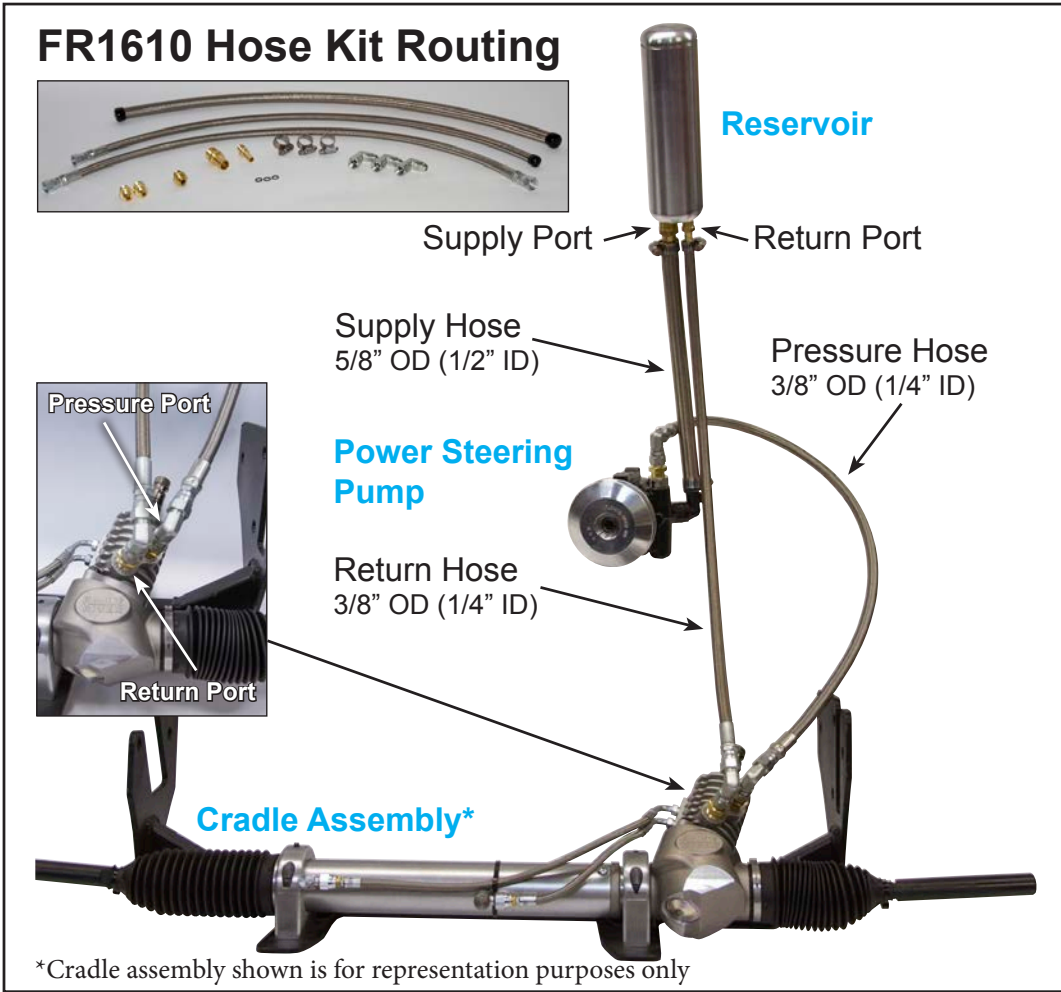 FR1610 Hose Kit Routing
Reservoir
Supply Port
Return Port
Supply Hose
5/8” OD (1/2” ID)
Pressure Hose
3/8” OD (1/4” ID)
Pressure Port
Power Steering
Pump
Return Hose
3/8” OD (1/4” ID)
Return Port
Cradle Assembly*
*Cradle assembly shown is for representation purposes only